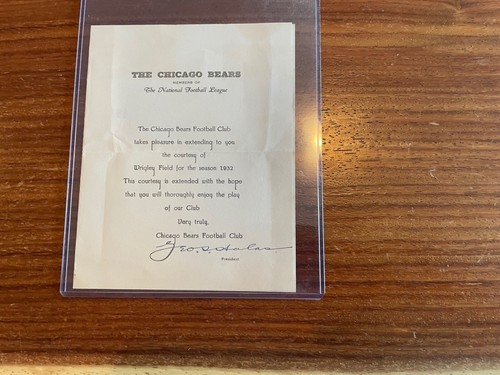 THE CHICAGO BEARS
MEMBERS OF
The National Football League
The Chicago Bears Football Club
takes pleasure in extending to you
the courtesy of
Wrigley Field for the season 1932
This courtesy is extended with the hope
that you will thoroughly enjoy the play
of our Club
Very truly
Chicago Bears Football Club
Geo. S. Halas
President